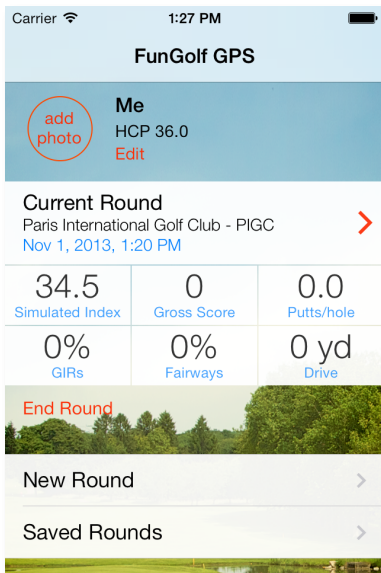 Carrier 1:27 PM
FunGolf GPS
add
photo
Me
HCP 36.0
Edit
Current Round
Paris International Golf Club - PIGC
Nov 1, 2013, 1:20 PM
34.5 0 0.0
Simulated Index Gross Score Putts/hole
0% 0% 0 yd
GIRs Fairways Drive
End Round
New Round
Saved Rounds